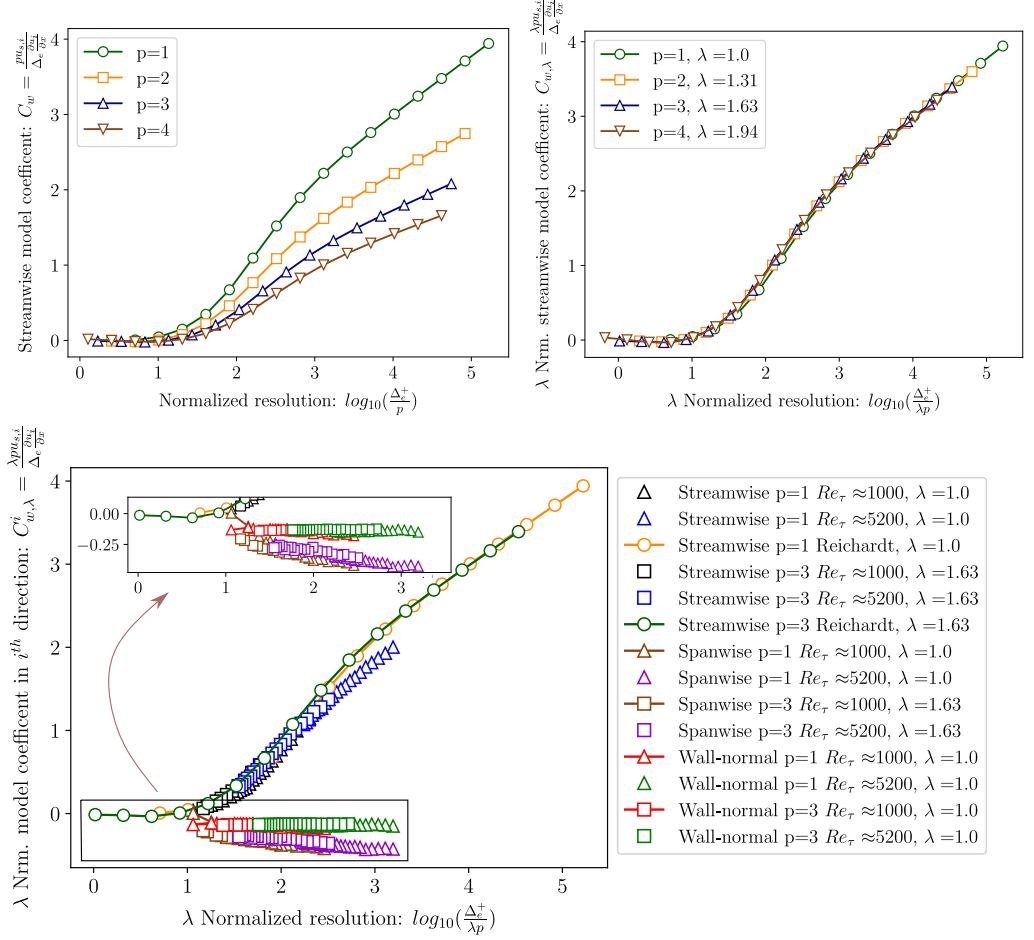 Streamwise model coefficent: $C_w = \frac{pu_{s,i}}{\Delta_e \frac{\partial u_i}{\partial x}}$
4
3
2
1
0
p=1
p=2
p=3
p=4
0 1 2 3 4 5
Normalized resolution: $log_{10}(\frac{\Delta_e^+}{p})$
λ Nrm. streamwise model coefficent: $C_{w,\lambda} = \frac{\lambda pu_{s,i}}{\Delta_e \frac{\partial u_i}{\partial x}}$
4
3
2
1
0
p=1, λ =1.0
p=2, λ =1.31
p=3, λ =1.63
p=4, λ =1.94
0 1 2 3 4 5
λ Normalized resolution: $log_{10}(\frac{\Delta_e^+}{\lambda p})$
λ Nrm. model coefficent in $i^{th}$ direction: $C^i_{w,\lambda} = \frac{\lambda pu_{s,i}}{\Delta_e \frac{\partial u_i}{\partial x}}$
4
3
2
1
0
0.00
−0.25
0 1 2 3
0 1 2 3 4 5
λ Normalized resolution: $log_{10}(\frac{\Delta_e^+}{\lambda p})$
Streamwise p=1 $Re_\tau$ ≈1000, λ =1.0
Streamwise p=1 $Re_\tau$ ≈5200, λ =1.0
Streamwise p=1 Reichardt, λ =1.0
Streamwise p=3 $Re_\tau$ ≈1000, λ =1.63
Streamwise p=3 $Re_\tau$ ≈5200, λ =1.63
Streamwise p=3 Reichardt, λ =1.63
Spanwise p=1 $Re_\tau$ ≈1000, λ =1.0
Spanwise p=1 $Re_\tau$ ≈5200, λ =1.0
Spanwise p=3 $Re_\tau$ ≈1000, λ =1.63
Spanwise p=3 $Re_\tau$ ≈5200, λ =1.63
Wall-normal p=1 $Re_\tau$ ≈1000, λ =1.0
Wall-normal p=1 $Re_\tau$ ≈5200, λ =1.0
Wall-normal p=3 $Re_\tau$ ≈1000, λ =1.0
Wall-normal p=3 $Re_\tau$ ≈5200, λ =1.0